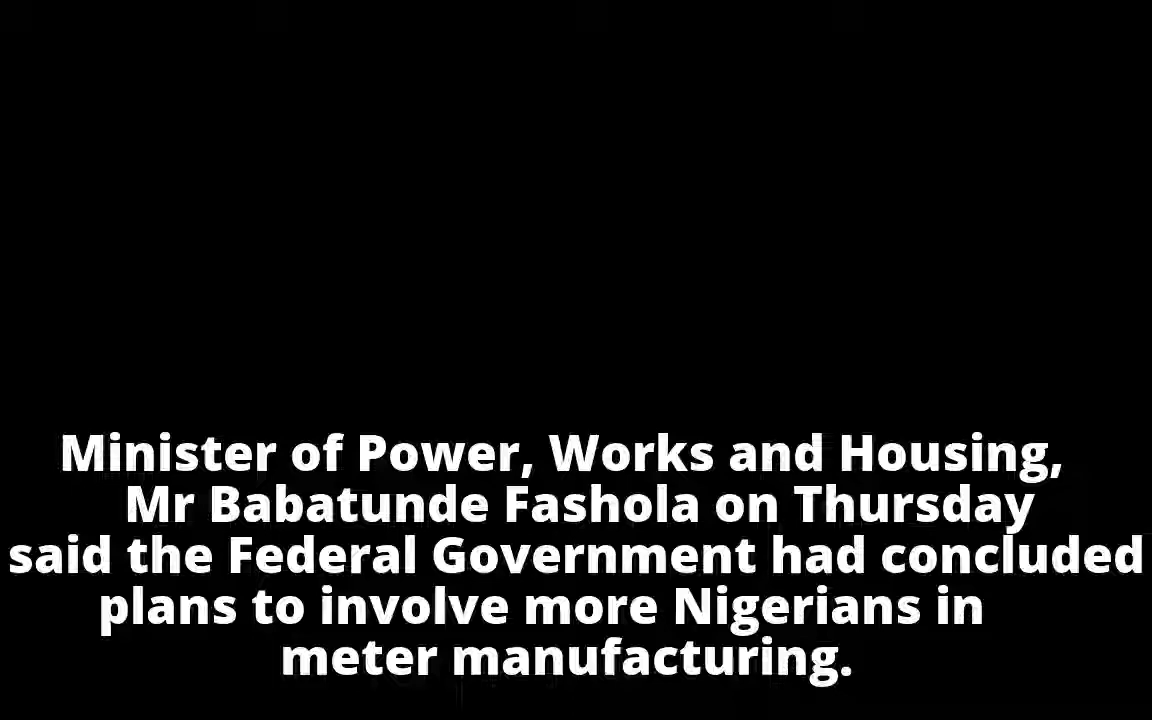 Minister of Power, Works and Housing,
Mr Babatunde Fashola on Thursday
said the Federal Government had concluded
plans to involve more Nigerians in
meter manufacturing.